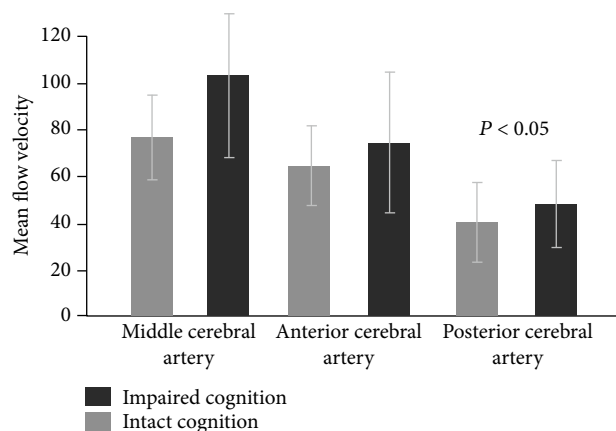 120
100
80
60
40
20
0
Mean flow velocity
P < 0.05
Middle cerebral
artery
Anterior cerebral
artery
Posterior cerebral
artery
Impaired cognition
Intact cognition